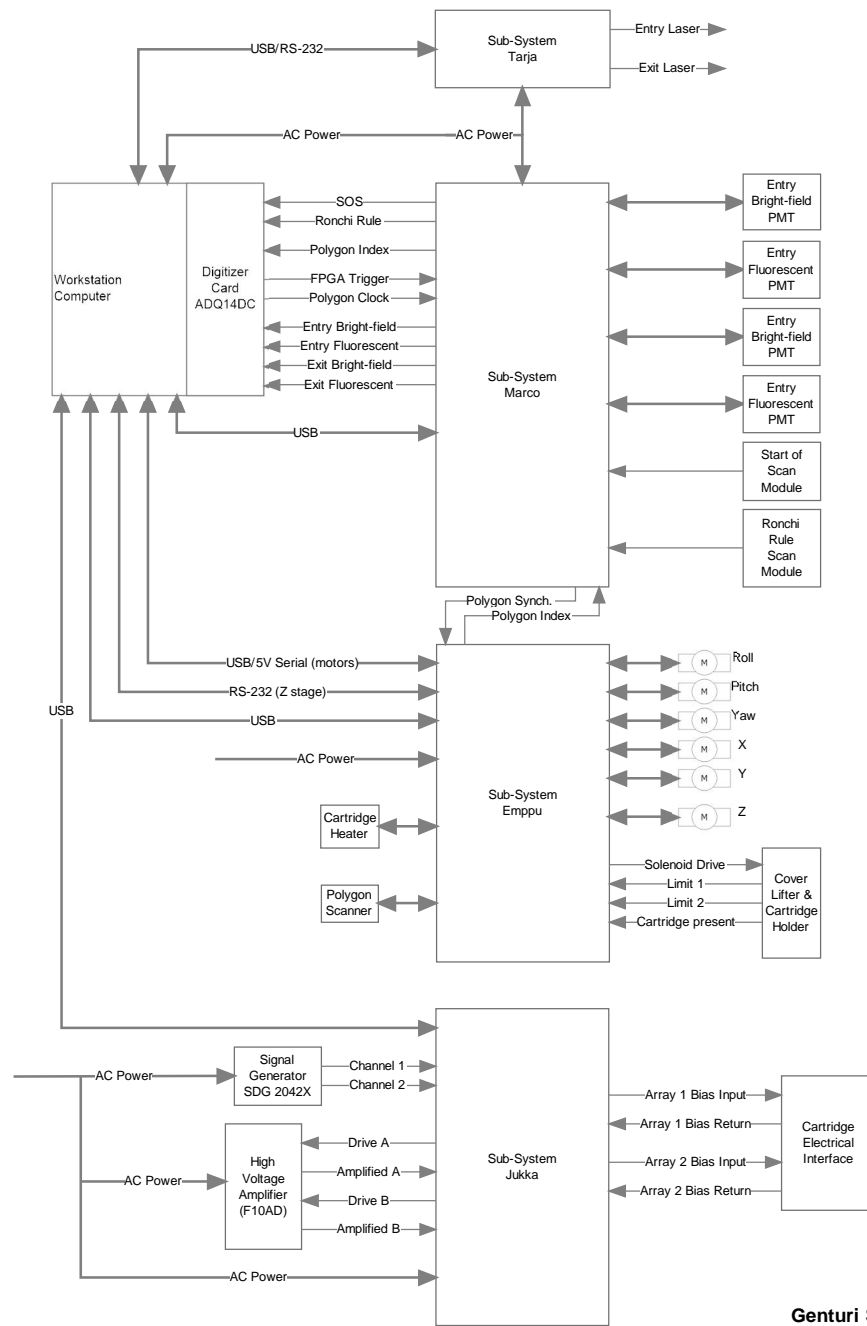 Sub-System
Tarja
Entry Laser
Exit Laser
USB/RS-232
AC Power
AC Power
Workstation
Computer
Digitizer
Card
ADQ14DC
SOS
Ronchi Rule
Polygon Index
FPGA Trigger
Polygon Clock
Entry Bright-field
Entry Fluorescent
Exit Bright-field
Exit Fluorescent
USB
Sub-System
Marco
Entry
Bright-field
PMT
Entry
Fluorescent
PMT
Entry
Bright-field
PMT
Entry
Fluorescent
PMT
Start of
Scan
Module
Ronchi
Rule
Scan
Module
Polygon Synch.
Polygon Index
USB/5V Serial (motors)
RS-232 (Z stage)
USB
USB
AC Power
Cartridge
Heater
Polygon
Scanner
Sub-System
Emppu
M
Roll
M
Pitch
M
Yaw
M
X
M
Y
M
Z
Solenoid Drive
Limit 1
Limit 2
Cartridge present
Cover
Lifter &
Cartridge
Holder
AC Power
Signal
Generator
SDG 2042X
Channel 1
Channel 2
AC Power
High
Voltage
Amplifier
(F10AD)
Drive A
Amplified A
Drive B
Amplified B
AC Power
Sub-System
Jukka
Array 1 Bias Input
Array 1 Bias Return
Array 2 Bias Input
Array 2 Bias Return
Cartridge
Electrical
Interface
Genturi